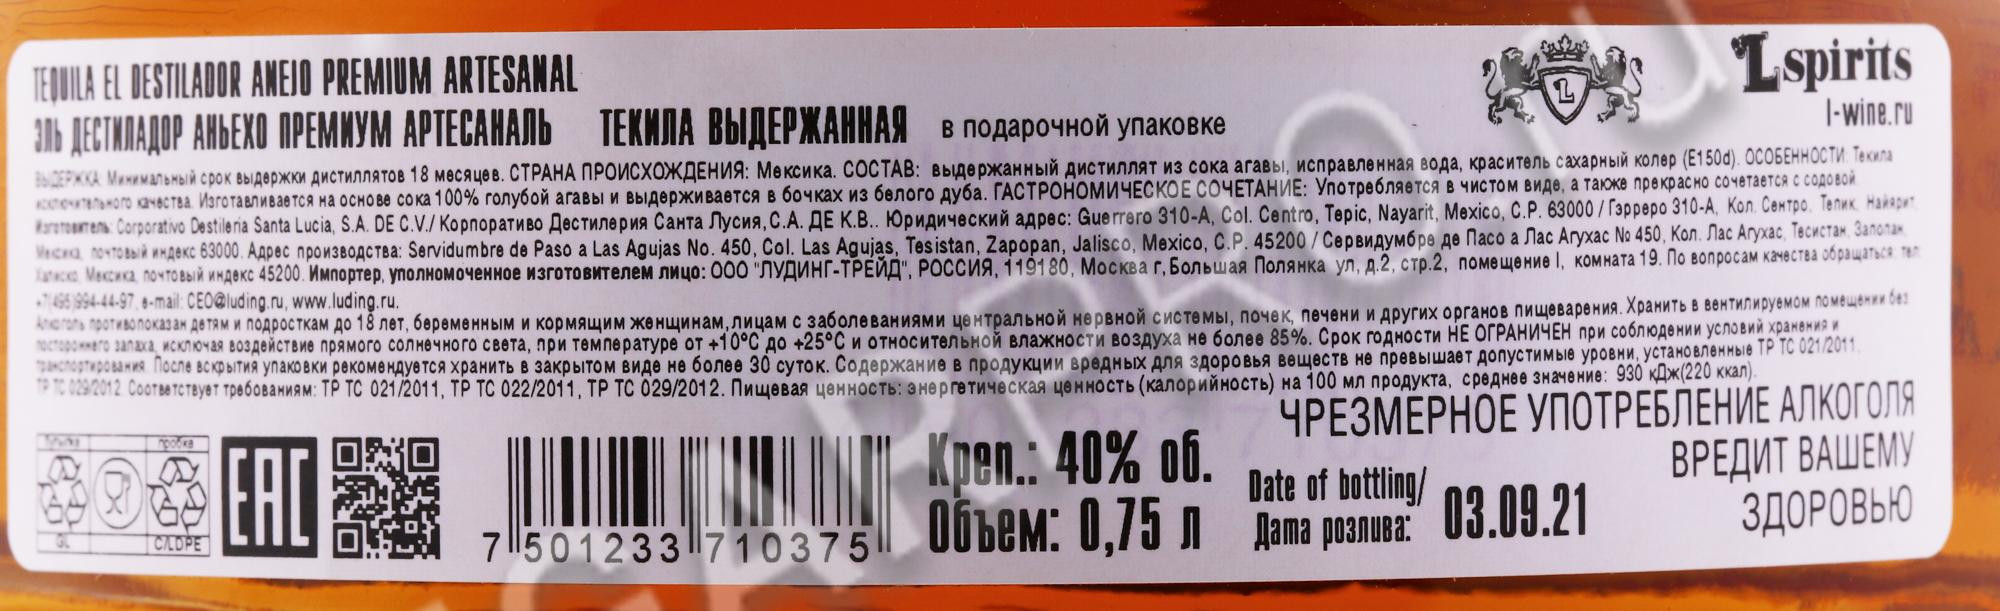 TEQUILA EL DESTILADOR ANEJO PREMIUM ARTESANAL
ЭЛЬ ДЕСТИЛАДОР АНЬЕХО ПРЕМИУМ АРТЕСАНАЛЬ ТЕКИЛА ВЫДЕРЖАННАЯ в подарочной упаковке
L spirits
l-wine.ru
L
ВЫДЕРЖКА: Минимальный срок выдержки дистиллятов 18 месяцев. СТРАНА ПРОИСХОЖДЕНИЯ: Мексика. СОСТАВ: выдержанный дистиллят из сока агавы, исправленная вода, краситель сахарный колер (E150d). ОСОБЕННОСТИ: Текила
исключительного качества. Изготавливается на основе сока 100% голубой агавы и выдерживается в бочках из белого дуба. ГАСТРОНОМИЧЕСКОЕ СОЧЕТАНИЕ: Употребляется в чистом виде, а также прекрасно сочетается с содовой.
Изготовитель: Corporativo Destileria Santa Lucia, S.A. DE C.V./ Корпоративо Дестилерия Санта Лусия,С.А. ДЕ К.В.. Юридический адрес: Guerrero 310-A, Col. Centro, Tepic, Nayarit, Mexico, C.P. 63000 / Гэрреро 310-А, Кол. Сентро, Тепик, Найярит,
Мексика, почтовый индекс 63000. Адрес производства: Servidumbre de Paso a Las Agujas No. 450, Col. Las Agujas, Tesistan, Zapopan, Jalisco, Mexico, C.P. 45200 / Сервидумбре де Пасо а Лас Агухас № 450, Кол. Лас Агухас, Тесистан, Запопан,
Халиско, Мексика, почтовый индекс 45200. Импортер, уполномоченное изготовителем лицо: ООО "ЛУДИНГ-ТРЕЙД", РОССИЯ, 119180, Москва г,Большая Полянка ул, д.2, стр.2, помещение I, комната 19. По вопросам качества обращаться: тел.
+7(495)994-44-97, e-mail: CEO@luding.ru, www.luding.ru.
Алкоголь противопоказан детям и подросткам до 18 лет, беременным и кормящим женщинам,лицам с заболеваниями центральной нервной системы, почек, печени и других органов пищеварения. Хранить в вентилируемом помещении без
постороннего запаха, исключая воздействие прямого солнечного света, при температуре от +10°C до +25°C и относительной влажности воздуха не более 85%. Срок годности НЕ ОГРАНИЧЕН при соблюдении условий хранения и
транспортирования. После вскрытия упаковки рекомендуется хранить в закрытом виде не более 30 суток. Содержание в продукции вредных для здоровья веществ не превышает допустимые уровни, установленные ТР ТС 021/2011,
ТР ТС 029/2012. Соответствует требованиям: ТР ТС 021/2011, ТР ТС 022/2011, ТР ТС 029/2012. Пищевая ценность: энергетическая ценность (калорийность) на 100 мл продукта, среднее значение: 930 кДж(220 ккал).
ЧРЕЗМЕРНОЕ УПОТРЕБЛЕНИЕ АЛКОГОЛЯ
ВРЕДИТ ВАШЕМУ
ЗДОРОВЬЮ
бутылка пробка
GL C/LDPE
EAC
7 501233 710375
Креп.: 40% об.
Объем: 0,75 л
Date of bottling/
Дата розлива: 03.09.21
CIGARPRO.ru